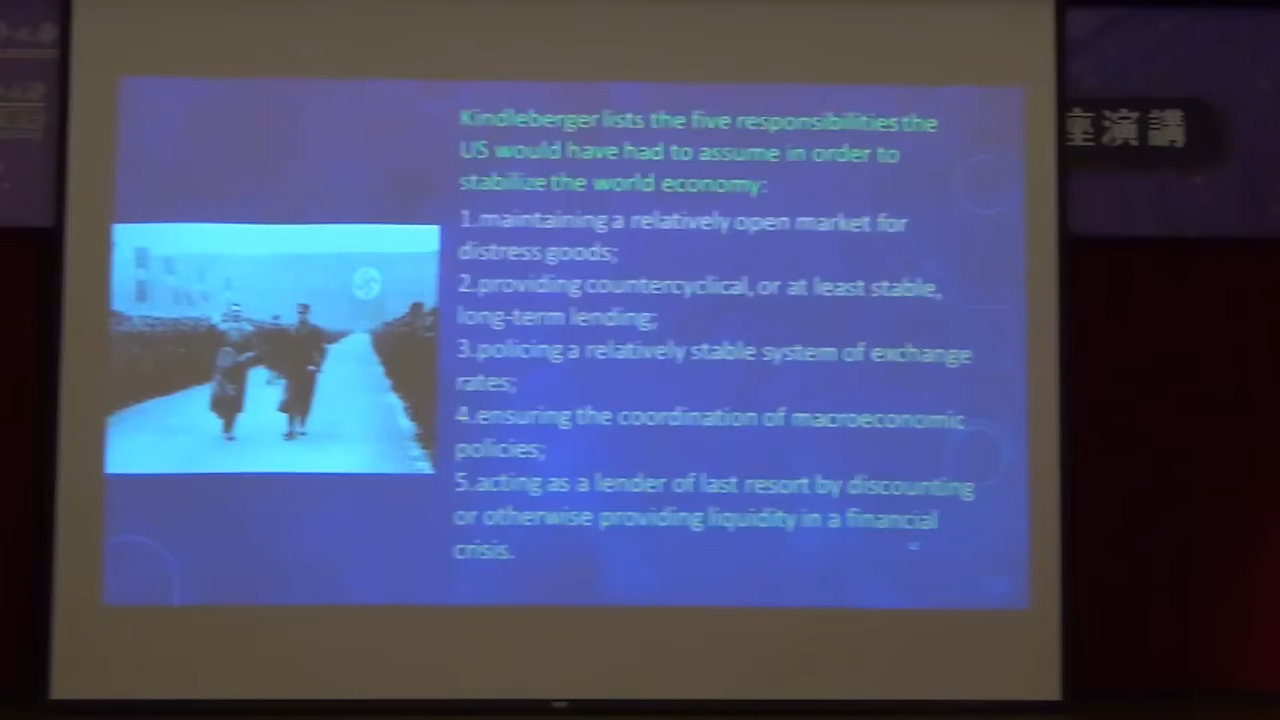 Kindleberger lists the five responsibilities the
US would have had to assume in order to
stabilize the world economy:
1.maintaining a relatively open market for
distress goods;
2.providing countercyclical, or at least stable,
long-term lending;
3.policing a relatively stable system of exchange
rates;
4.ensuring the coordination of macroeconomic
policies;
5.acting as a lender of last resort by discounting
or otherwise providing liquidity in a financial
crisis.
座演講